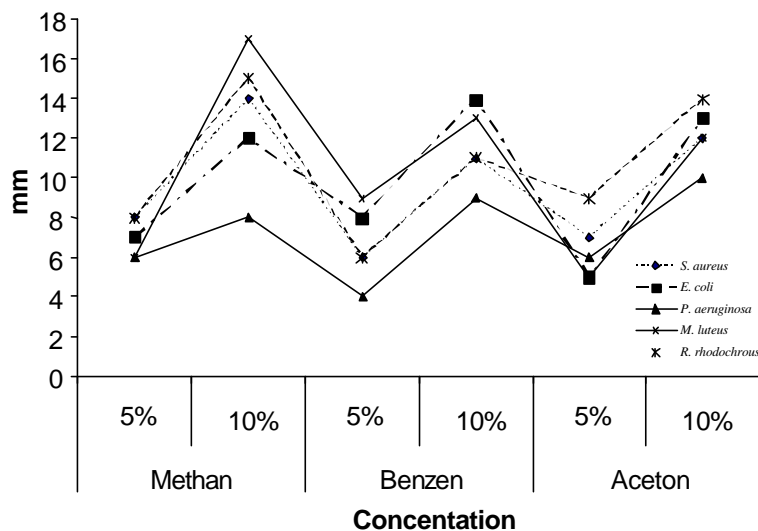 18
16
14
12
10
8
6
4
2
0
mm
S. aureus
E. coli
P. aeruginosa
M. luteus
R. rhodochrous
5% 10% 5% 10% 5% 10%
Methan Benzen Aceton
Concentation